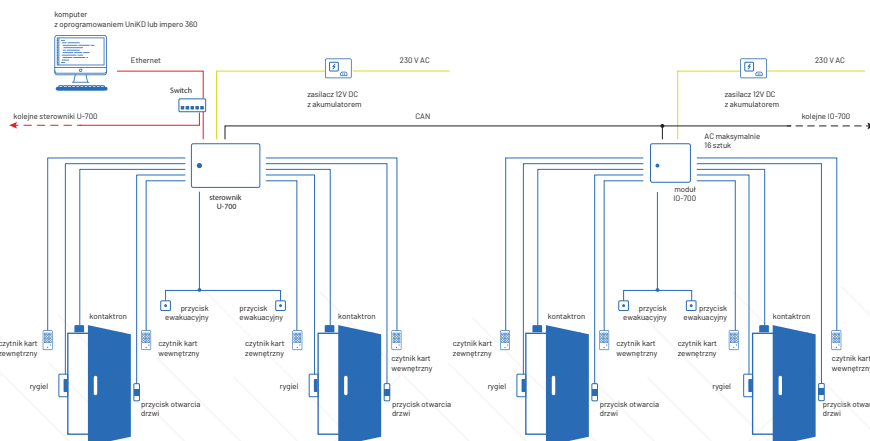 komputer
z oprogramowaniem UniKD lub impero 360
Ethernet
230 V AC
230 V AC
Switch
zasilacz 12V DC
z akumulatorem
zasilacz 12V DC
z akumulatorem
kolejne sterowniki U-700
CAN
kolejne IO-700
AC maksymalnie
16 sztuk
sterownik
U-700
moduł
IO-700
kontaktron
przycisk
ewakuacyjny
przycisk
ewakuacyjny
kontaktron
kontaktron
przycisk
ewakuacyjny
przycisk
ewakuacyjny
kontaktron
czytnik kart
zewnętrzny
czytnik kart
wewnętrzny
czytnik kart
zewnętrzny
czytnik kart
wewnętrzny
czytnik kart
zewnętrzny
czytnik kart
wewnętrzny
czytnik kart
zewnętrzny
czytnik kart
wewnętrzny
rygiel
przycisk otwarcia
drzwi
rygiel
przycisk otwarcia
drzwi
rygiel
przycisk otwarcia
drzwi
rygiel
przycisk otwarcia
drzwi